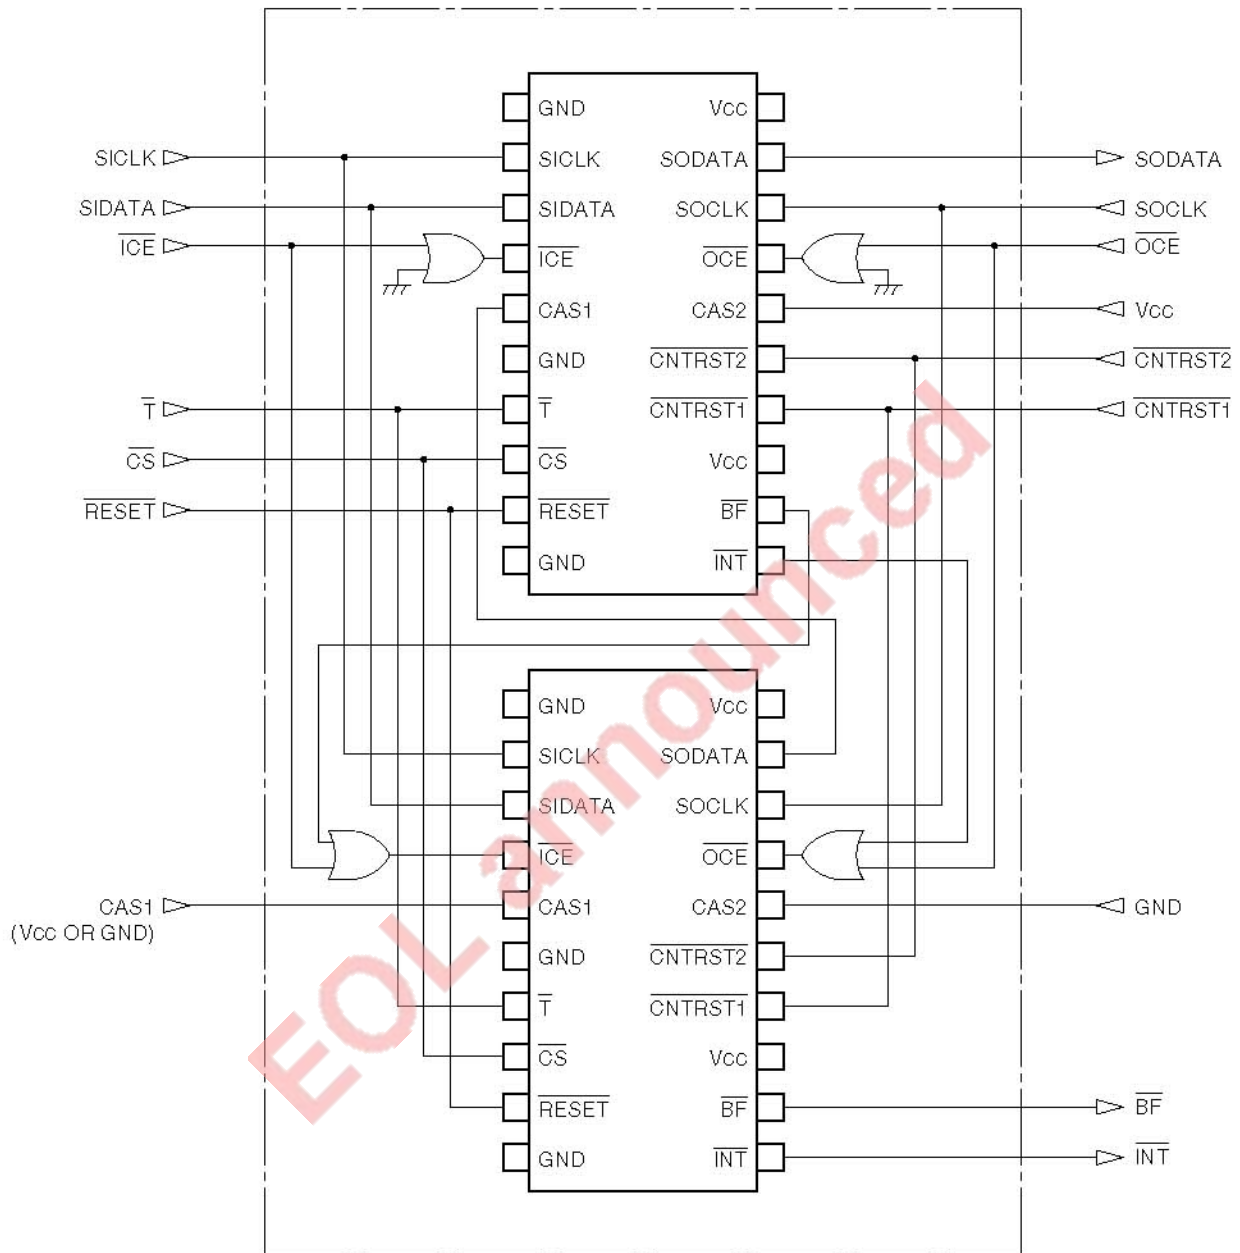 GND Vcc
SICLK SICLK SODATA SODATA
SIDATA SIDATA SOCLK SOCLK
ICE ICE OCE OCE
CAS1 CAS2 Vcc
GND CNTRST2 CNTRST2
T T CNTRST1 CNTRST1
CS CS Vcc
RESET RESET BF
GND INT
GND Vcc
SICLK SODATA
SIDATA SOCLK
ICE OCE
CAS1 CAS1 CAS2 GND
(Vcc OR GND)
GND CNTRST2
T CNTRST1
CS Vcc
RESET BF BF
GND INT INT
EOL announced